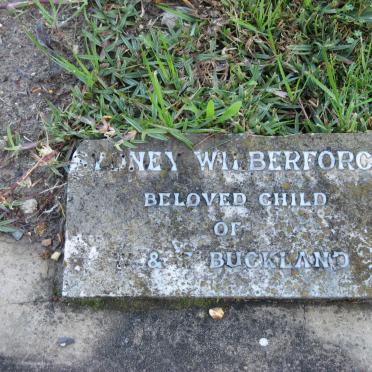 SYDNEY WILBERFORC
BELOVED CHILD
OF
& BUCKLAND